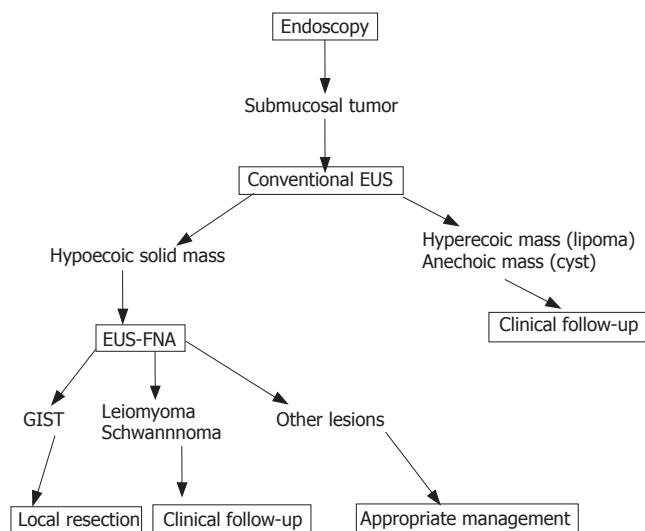 Endoscopy
Submucosal tumor
Conventional EUS
Hypoecoic solid mass
Hyperecoic mass (lipoma)
Anechoic mass (cyst)
Clinical follow-up
EUS-FNA
GIST
Leiomyoma
Schwannnoma
Other lesions
Local resection
Clinical follow-up
Appropriate management